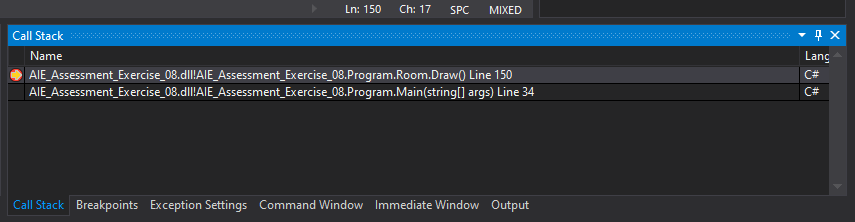 Ln: 150 Ch: 17 SPC MIXED
Call Stack
Name Lang
AIE_Assessment_Exercise_08.dll!AIE_Assessment_Exercise_08.Program.Room.Draw() Line 150 C#
AIE_Assessment_Exercise_08.dll!AIE_Assessment_Exercise_08.Program.Main(string[] args) Line 34 C#
Call Stack Breakpoints Exception Settings Command Window Immediate Window Output